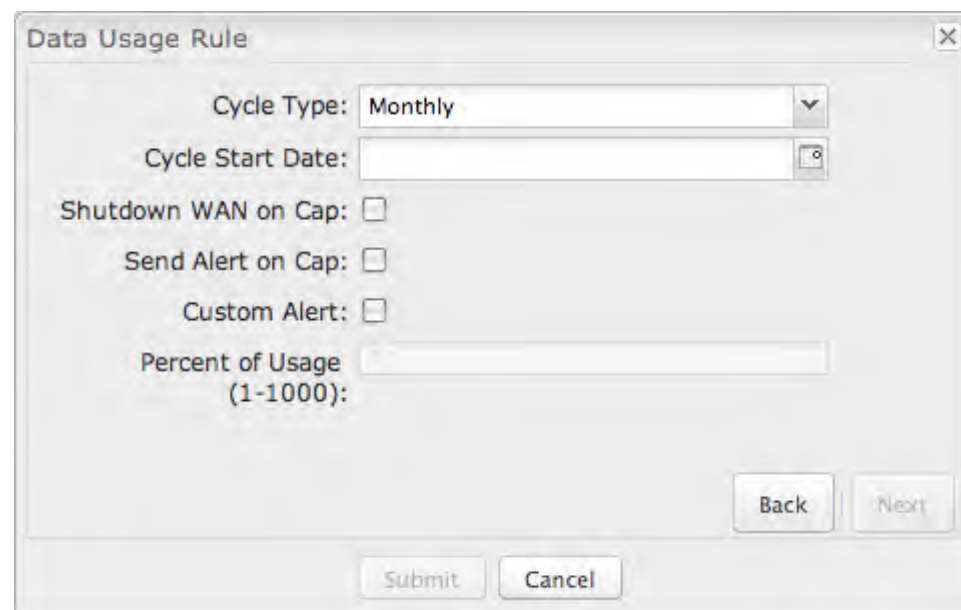 Data Usage Rule
Cycle Type: Monthly
Cycle Start Date:
Shutdown WAN on Cap:
Send Alert on Cap:
Custom Alert:
Percent of Usage
(1-1000):
Back Next
Submit Cancel